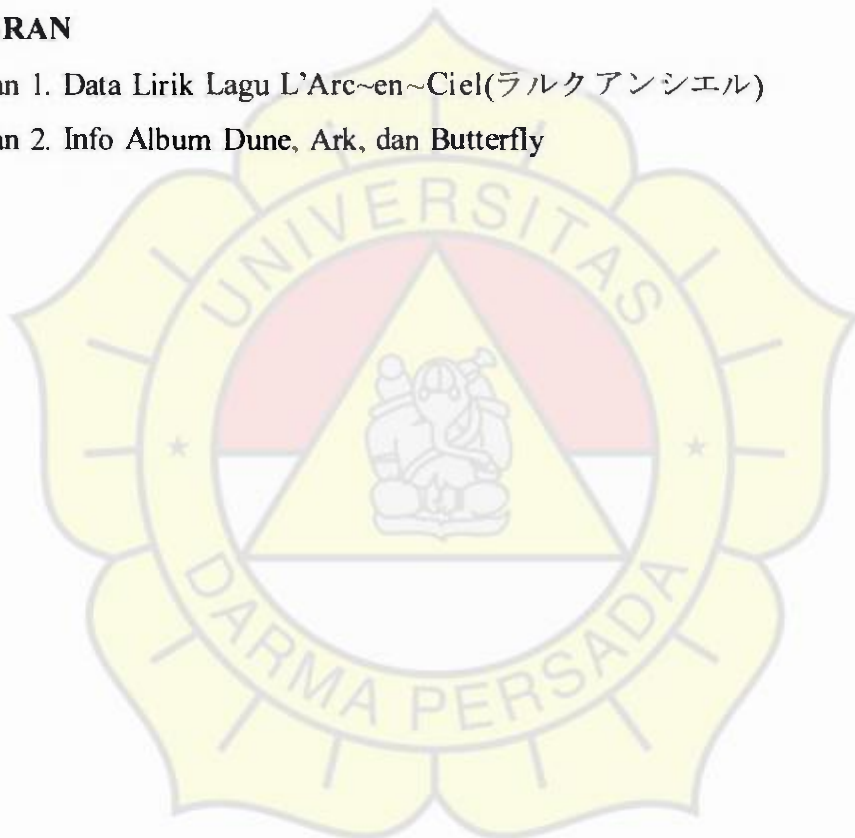 RAN
an 1. Data Lirik Lagu L'Arc~en~Ciel(ラルク アンシエル)
an 2. Info Album Dune, Ark, dan Butterfly
UNIVERSITAS
DARMA PERSADA